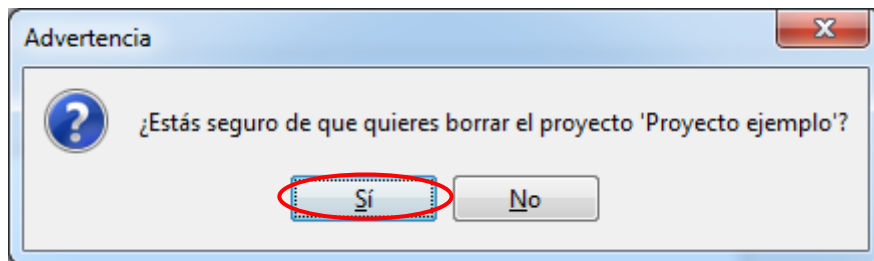 Advertencia
¿Estás seguro de que quieres borrar el proyecto 'Proyecto ejemplo'?
Sí
No